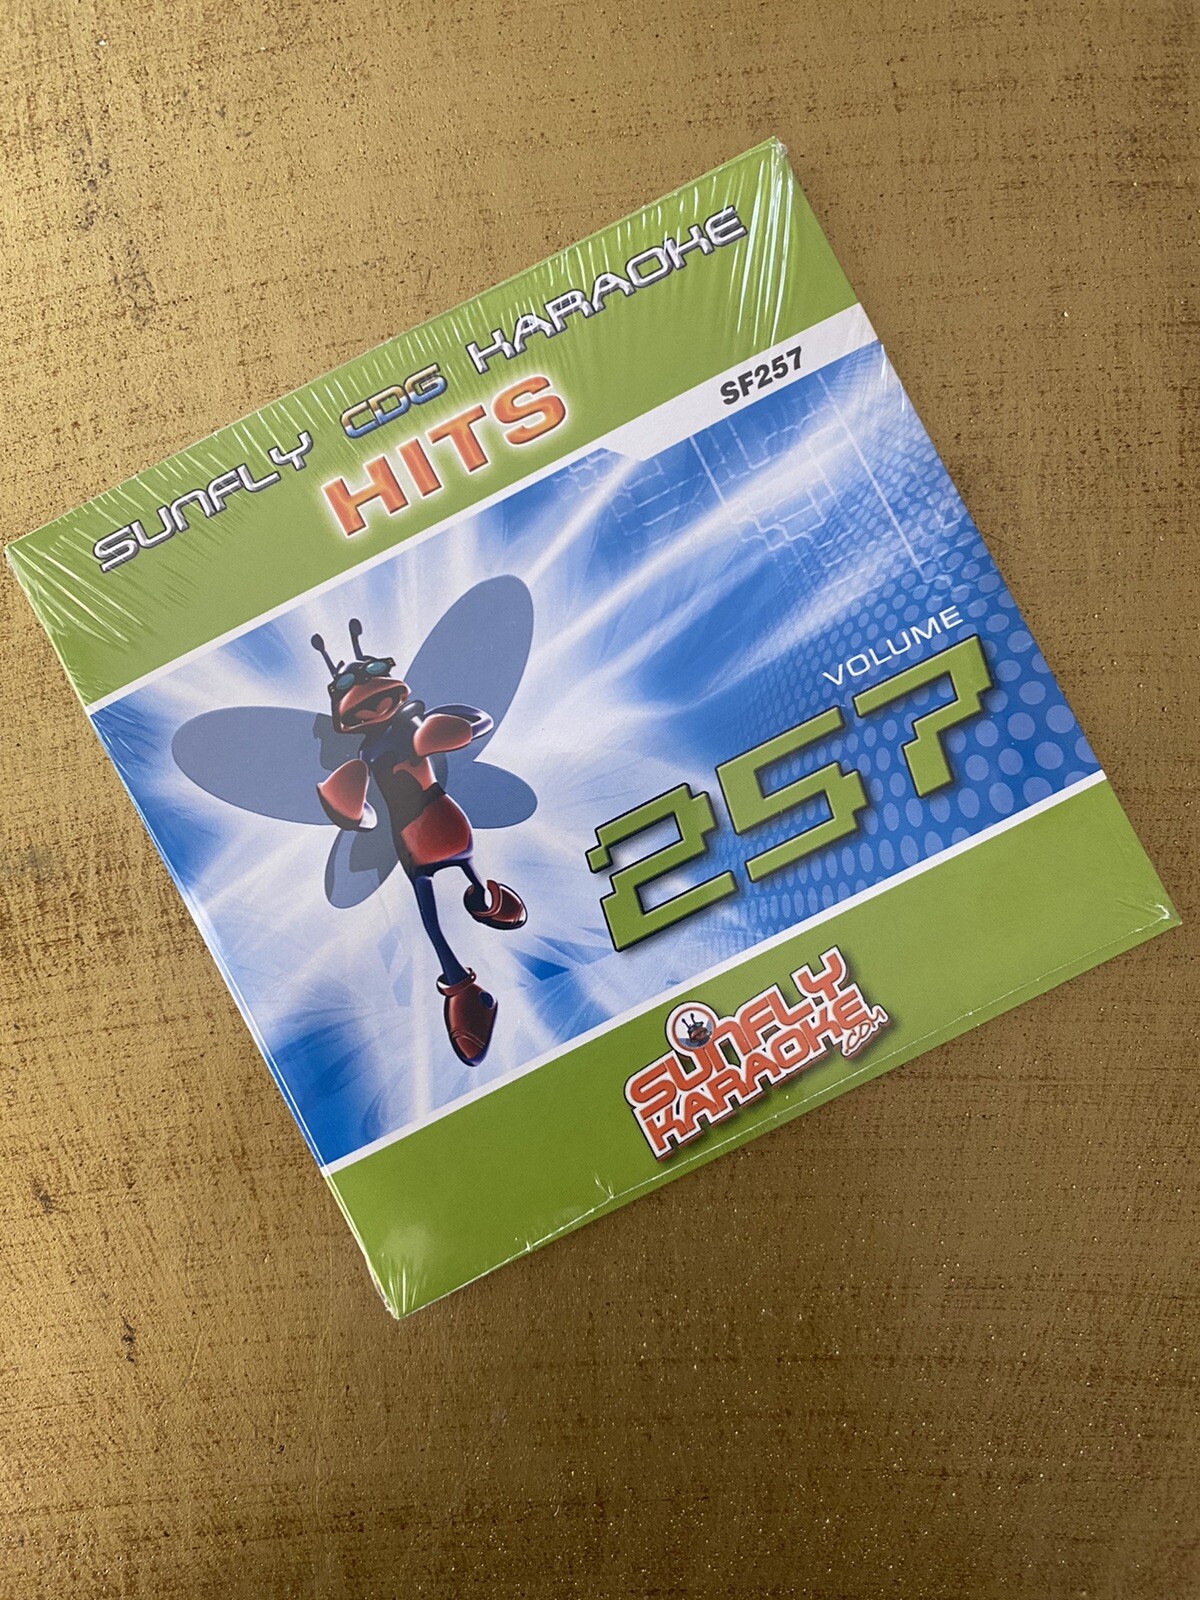 SUNFLY CDG KARAOKE
HITS
SF257
VOLUME
257
SUNFLY
KARAOKE
.COM